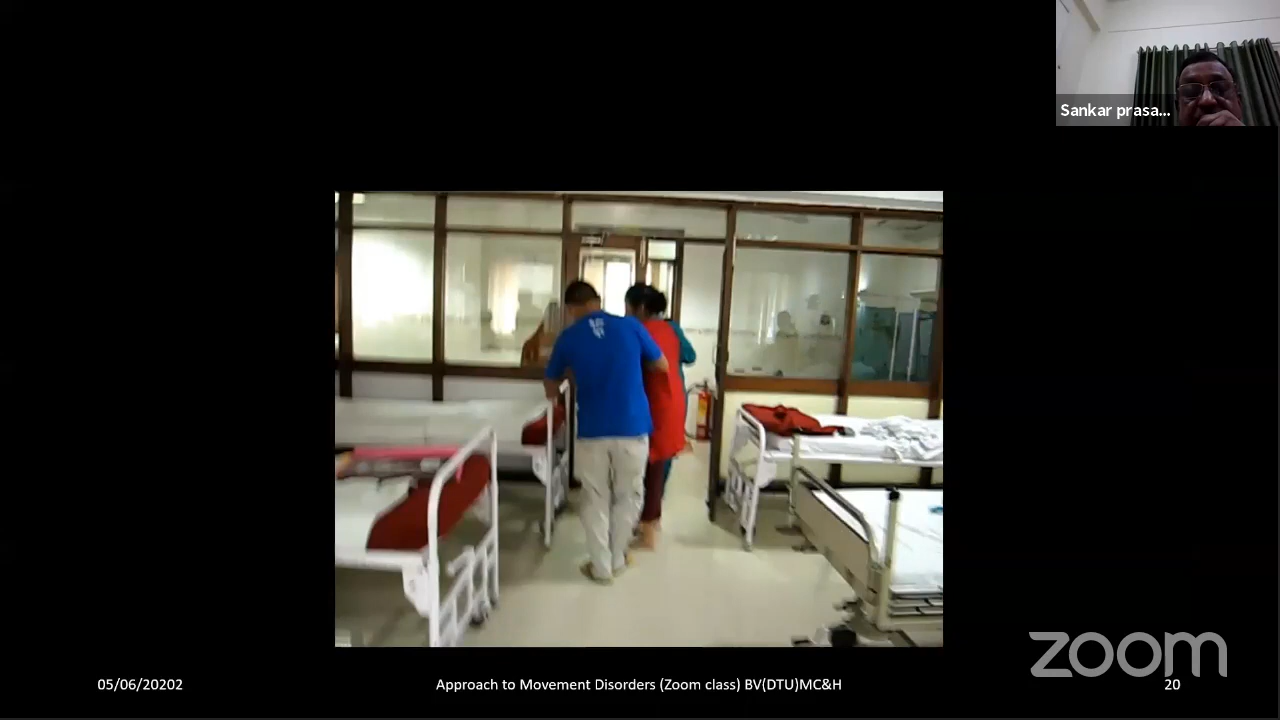 Sankar prasa...
zoom
05/06/20202
Approach to Movement Disorders (Zoom class) BV(DTU)MC&H
20